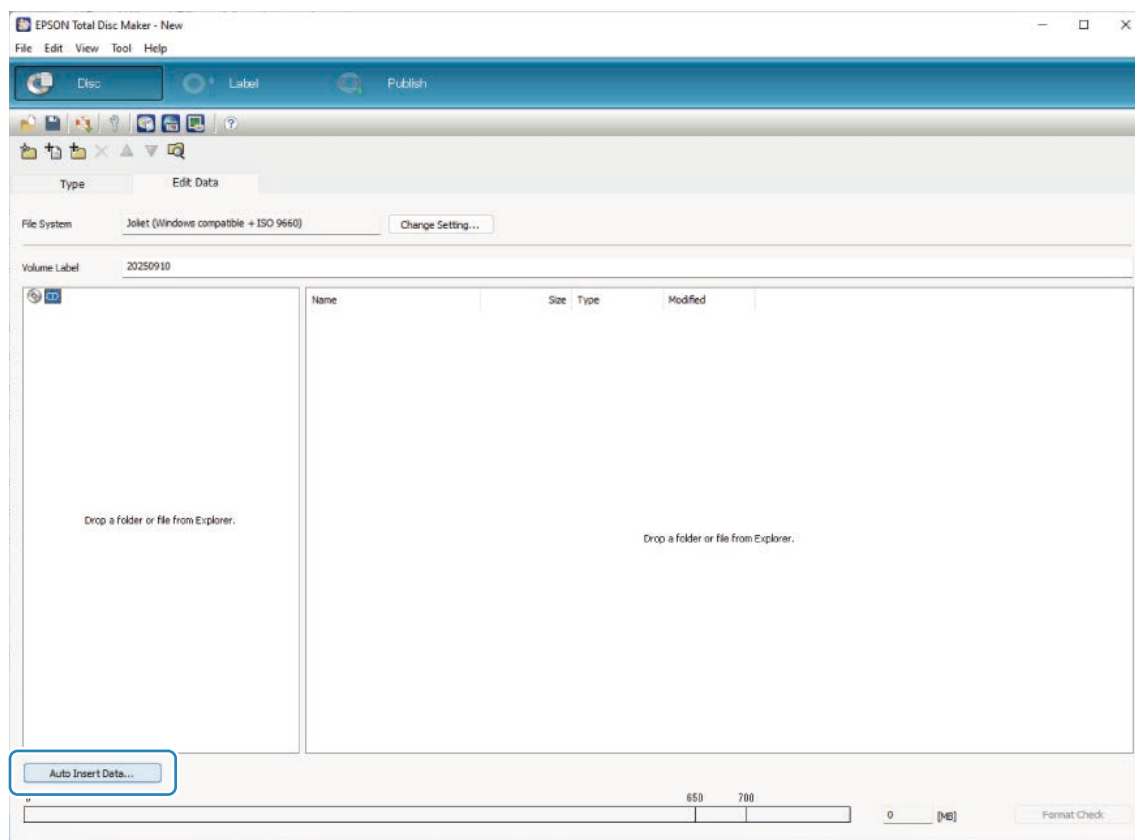 EPSON Total Disc Maker - New
File Edit View Tool Help
Disc Label Publish
Type Edit Data
File System Joliet (Windows compatible + ISO 9660) Change Setting...
Volume Label 20250910
Name Size Type Modified
Drop a folder or file from Explorer.
Drop a folder or file from Explorer.
Auto Insert Data...
0 650 700
0 [MB] Format Check